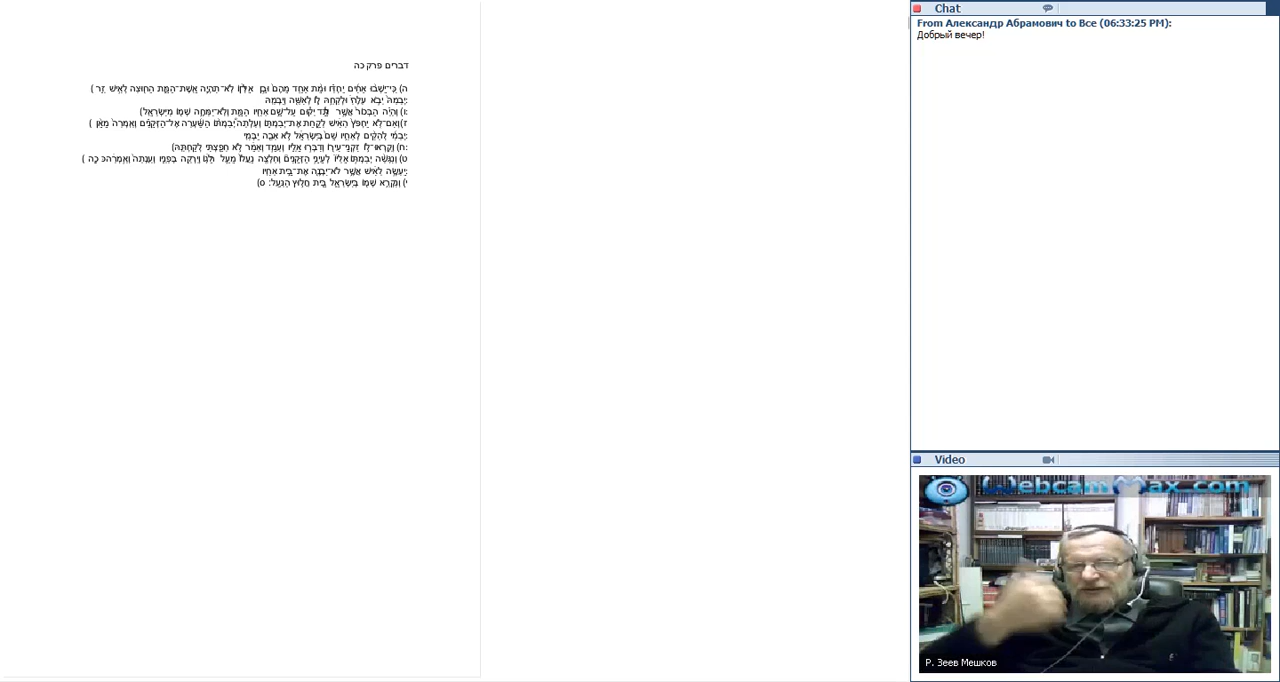 דברים פרק כה
ה) כִּי־יֵשְׁבוּ אַחִים יַחְדָּו וּמֵת אַחַד מֵהֶם וּבֵן אֵין־לוֹ לֹא־תִהְיֶה אֵשֶׁת־הַמֵּת הַחוּצָה לְאִישׁ זָר )
יְבָמָהּ יָבֹא עָלֶיהָ וּלְקָחָהּ לוֹ לְאִשָּׁה וְיִבְּמָהּ
:ו) וְהָיָה הַבְּכוֹר אֲשֶׁר תֵּלֵד יָקוּם עַל־שֵׁם אָחִיו הַמֵּת וְלֹא־יִמָּחֶה שְׁמוֹ מִיִּשְׂרָאֵל)
ז)וְאִם־לֹא יַחְפֹּץ הָאִישׁ לָקַחַת אֶת־יְבִמְתּוֹ וְעָלְתָה יְבִמְתּוֹ הַשַּׁעְרָה אֶל־הַזְּקֵנִים וְאָמְרָה מֵאֵן )
יְבָמִי לְהָקִים לְאָחִיו שֵׁם בְּיִשְׂרָאֵל לֹא אָבָה יַבְּמִי
:ח) וְקָרְאוּ־לוֹ זִקְנֵי־עִירוֹ וְדִבְּרוּ אֵלָיו וְעָמַד וְאָמַר לֹא חָפַצְתִּי לְקַחְתָּהּ)
ט) וְנִגְּשָׁה יְבִמְתּוֹ אֵלָיו לְעֵינֵי הַזְּקֵנִים וְחָלְצָה נַעֲלוֹ מֵעַל רַגְלוֹ וְיָרְקָה בְּפָנָיו וְעָנְתָה וְאָמְרָה כָּכָה )
יֵעָשֶׂה לָאִישׁ אֲשֶׁר לֹא־יִבְנֶה אֶת־בֵּית אָחִיו
י) וְנִקְרָא שְׁמוֹ בְּיִשְׂרָאֵל בֵּית חֲלוּץ הַנָּעַל: ס)
Chat
From Александр Абрамович to Все (06:33:25 PM):
Добрый вечер!
Video
WebcamMax.com
Р. Зеев Мешков